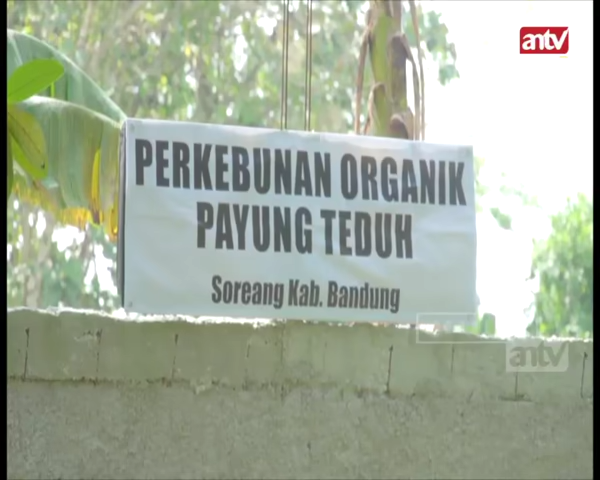 antv
PERKEBUNAN ORGANIK
PAYUNG TEDUH
Soreang Kab. Bandung
antv